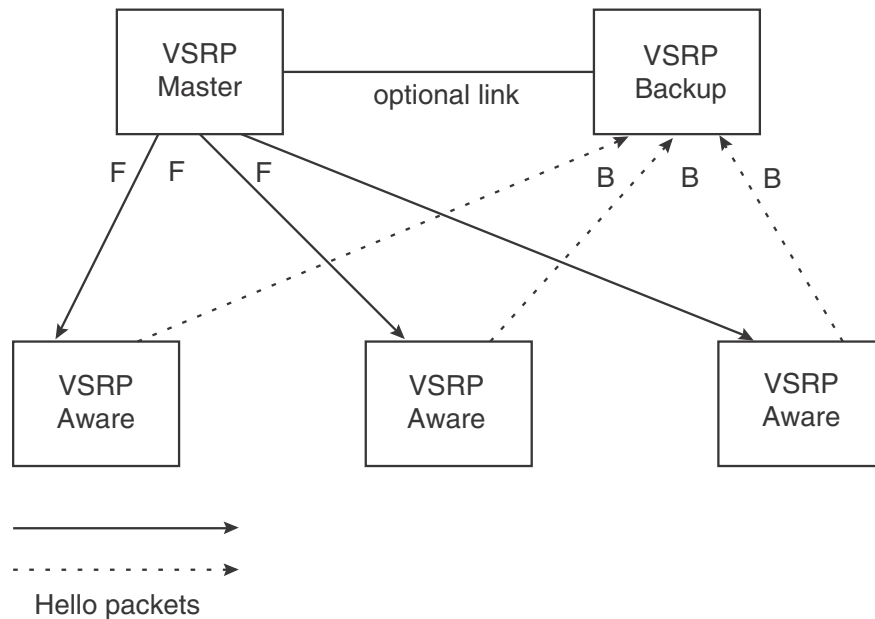 VSRP
Master
VSRP
Backup
optional link
F
F
F
B
B
B
VSRP
Aware
VSRP
Aware
VSRP
Aware
Hello packets